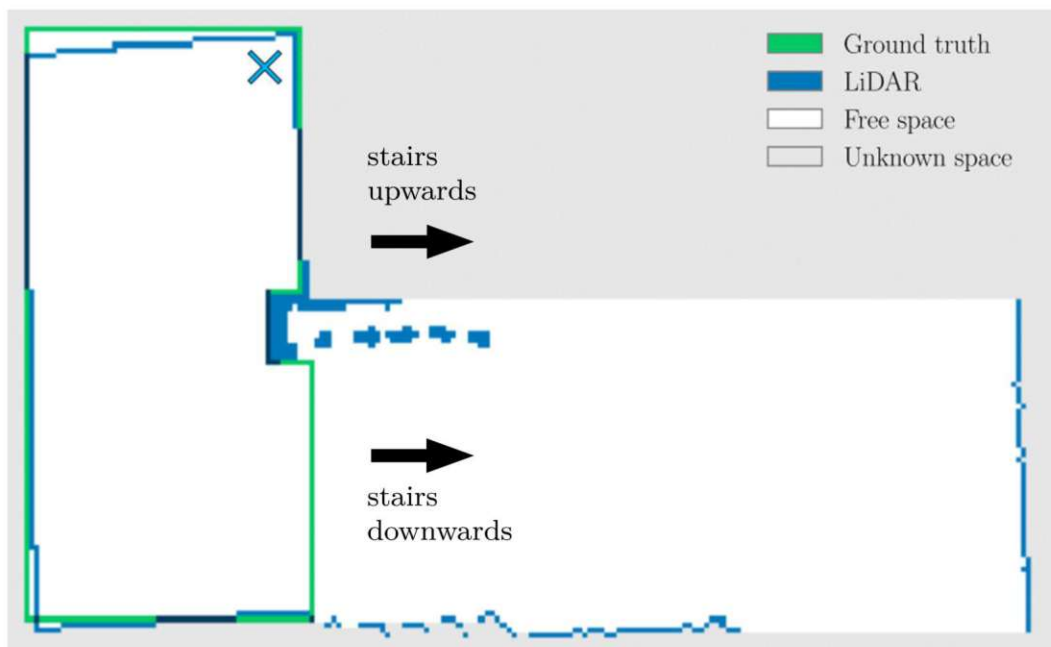 Ground truth
LiDAR
Free space
Unknown space
stairs
upwards
stairs
downwards